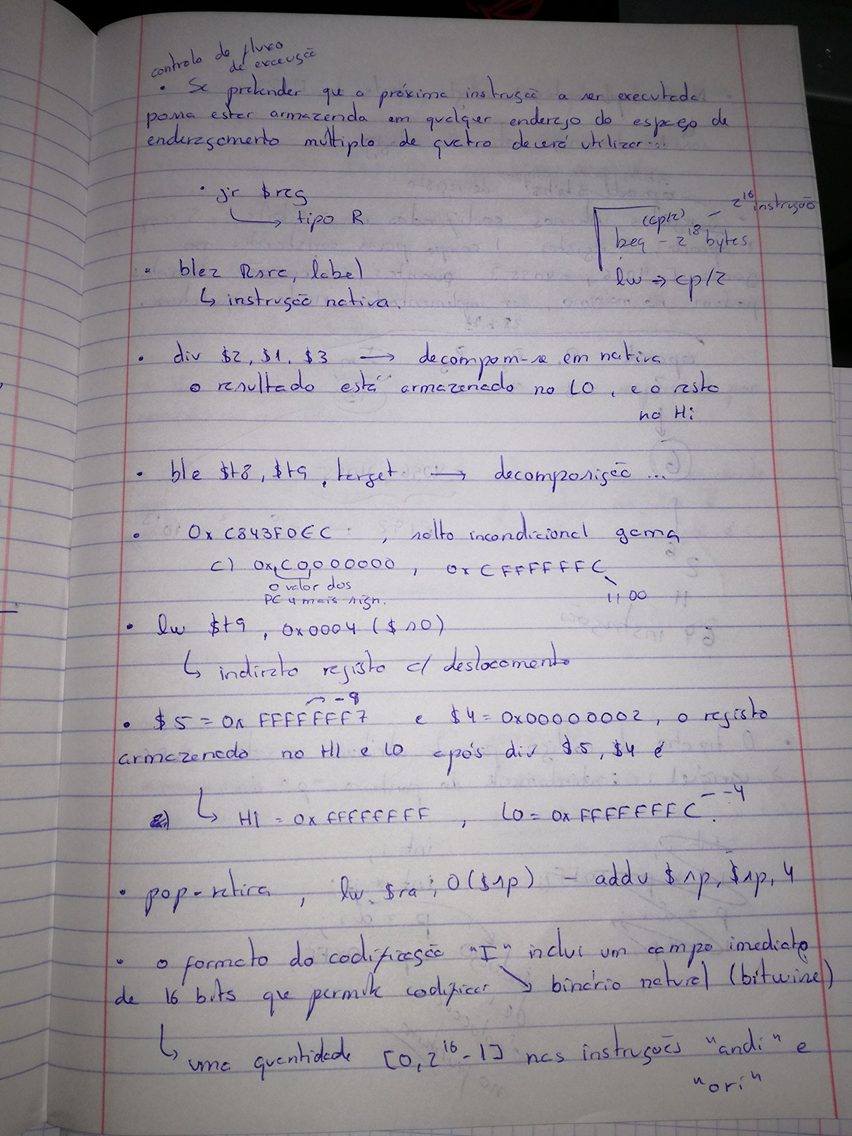 controlo do fluxo
de execução
• Se pretender que a próxima instrução a ser executada
possa estar armazenda em qualquer endereço do espaço de
endereçamento múltiplo de quatro deverá utilizar...
• jr $reg
↳ tipo R
(cp/2) - 2^16 instrução
beq - 2^18 bytes
lw → cp/2
• blez Rsrc, label
↳ instrução nativa.
• div $2, $1, $3 → decompom-se em nativa
o resultado está armazenado no LO, e o resto
no Hi
• ble $t8, $t9, target → decomposição ...
• 0x C843F0EC , salto incondicional gama
c) 0x C0000000 , 0x CFFFFFFC
o valor dos
PC 4 mais sign.
1100
• lw $t9, 0x0004 ($s0)
↳ indireto registo c/ deslocamento
-8
• $5 = 0x FFFFFFF7 e $4 = 0x00000002, o registo
armazenado no HI e LO após div $5, $4 é
↳ HI = 0x FFFFFFFF , LO = 0x FFFFFFFC - -4
• pop-retira , lw $ra, 0($sp) - addu $sp, $sp, 4
• o formato do codificação "I" inclui um campo imediato
de 16 bits que permite codificar → binário natural (bitwise)
↳ uma quantidade [0, 2^16 - 1] nas instruções "andi" e
"ori"